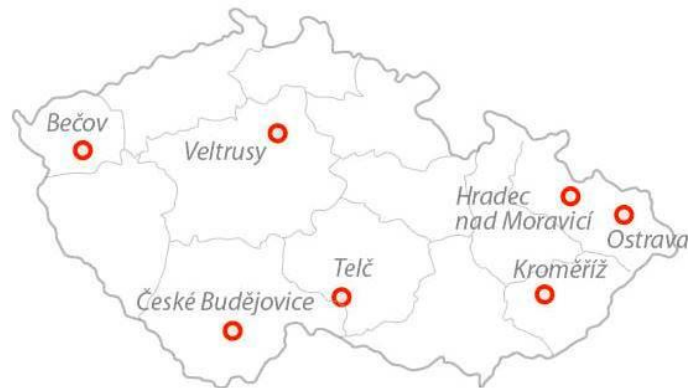 Bečov
Veltrusy
Hradec
nad Moravicí
Ostrava
Telč
Kroměříž
České Budějovice